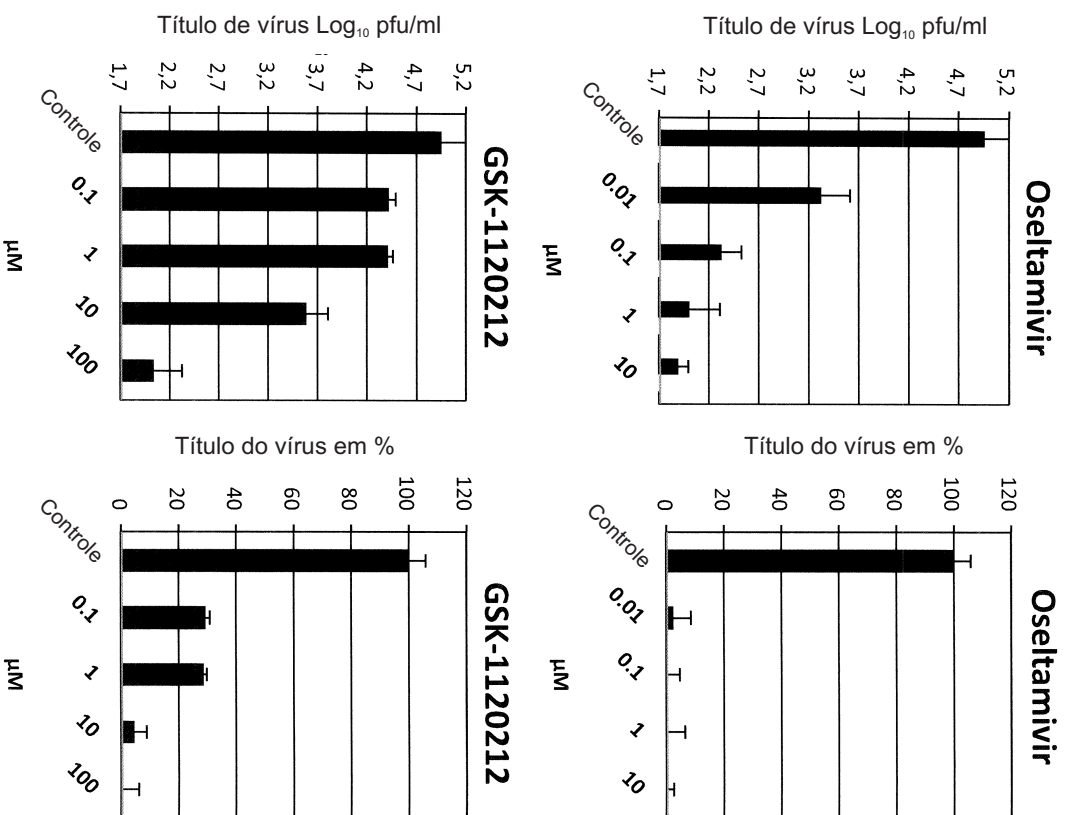 Oseltamivir
Título de vírus Log₁₀ pfu/ml
5,2
4,7
4,2
3,7
3,2
2,7
2,2
1,7
Controle
0.01
0.1
1
10
µM
Oseltamivir
Título do vírus em %
120
100
80
60
40
20
0
Controle
0.01
0.1
1
10
µM
GSK-1120212
Título de vírus Log₁₀ pfu/ml
5,2
4,7
4,2
3,7
3,2
2,7
2,2
1,7
Controle
0.1
1
10
100
µM
GSK-1120212
Título do vírus em %
120
100
80
60
40
20
0
Controle
0.1
1
10
100
µM